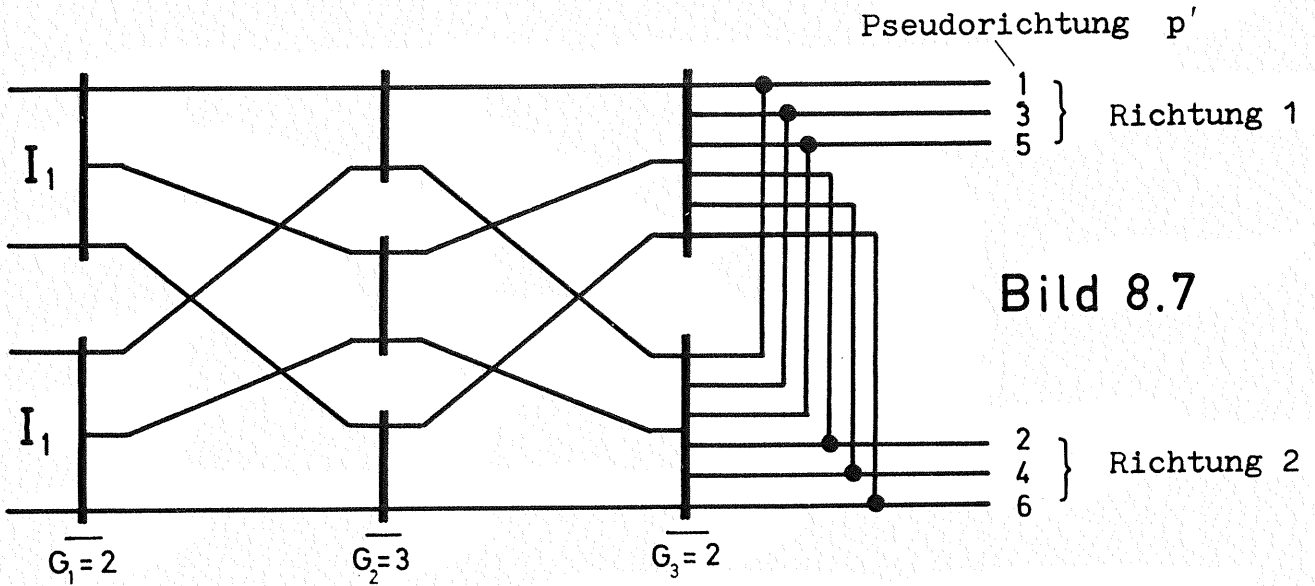 Pseudorichtung p'
1
3 } Richtung 1
5
I₁
Bild 8.7
I₁
2
4 } Richtung 2
6
G₁=2 G₂=3 G₃=2